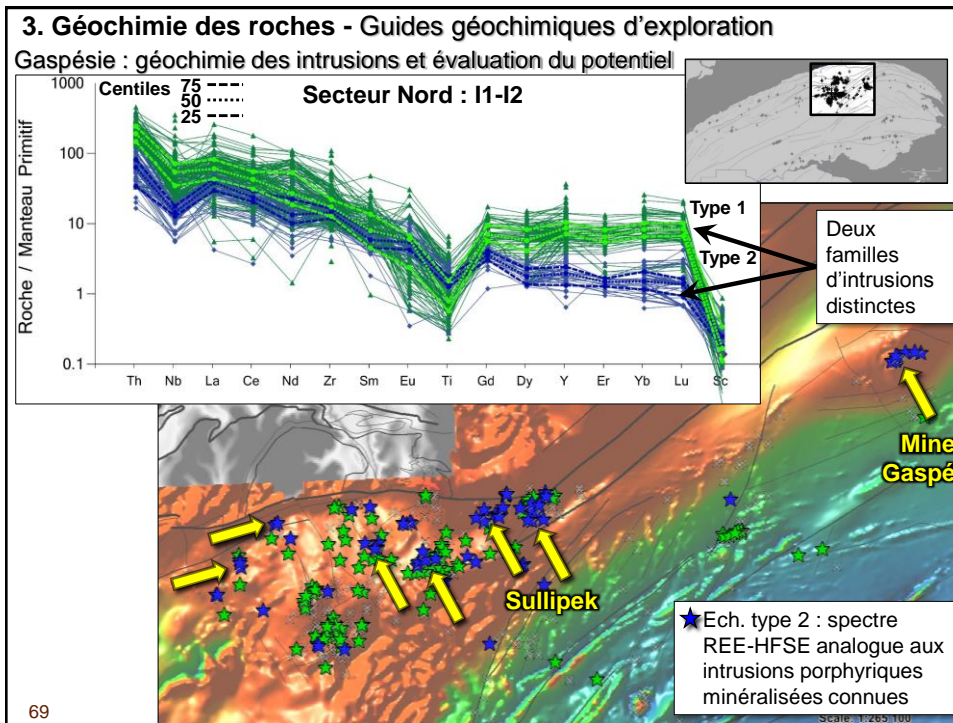 3. Géochimie des roches - Guides géochimiques d'exploration
Gaspésie : géochimie des intrusions et évaluation du potentiel
1000
100
10
1
0.1
Roche / Manteau Primitif
Centiles
75
50
25
Secteur Nord : I1-I2
Type 1
Type 2
Th Nb La Ce Nd Zr Sm Eu Ti Gd Dy Y Er Yb Lu Sc
Deux
familles
d'intrusions
distinctes
Mine
Gaspé
Sullipek
Ech. type 2 : spectre
REE-HFSE analogue aux
intrusions porphyriques
minéralisées connues
Scale 1:265 100
69